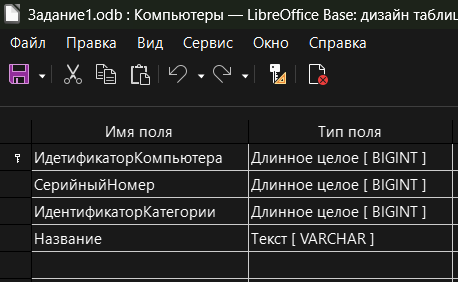 Задание1.odb : Компьютеры — LibreOffice Base: дизайн таблиц
Файл Правка Вид Сервис Окно Справка
Имя поля Тип поля
ИдетификаторКомпьютера Длинное целое [ BIGINT ]
СерийныйНомер Длинное целое [ BIGINT ]
ИдентификаторКатегории Длинное целое [ BIGINT ]
Название Текст [ VARCHAR ]